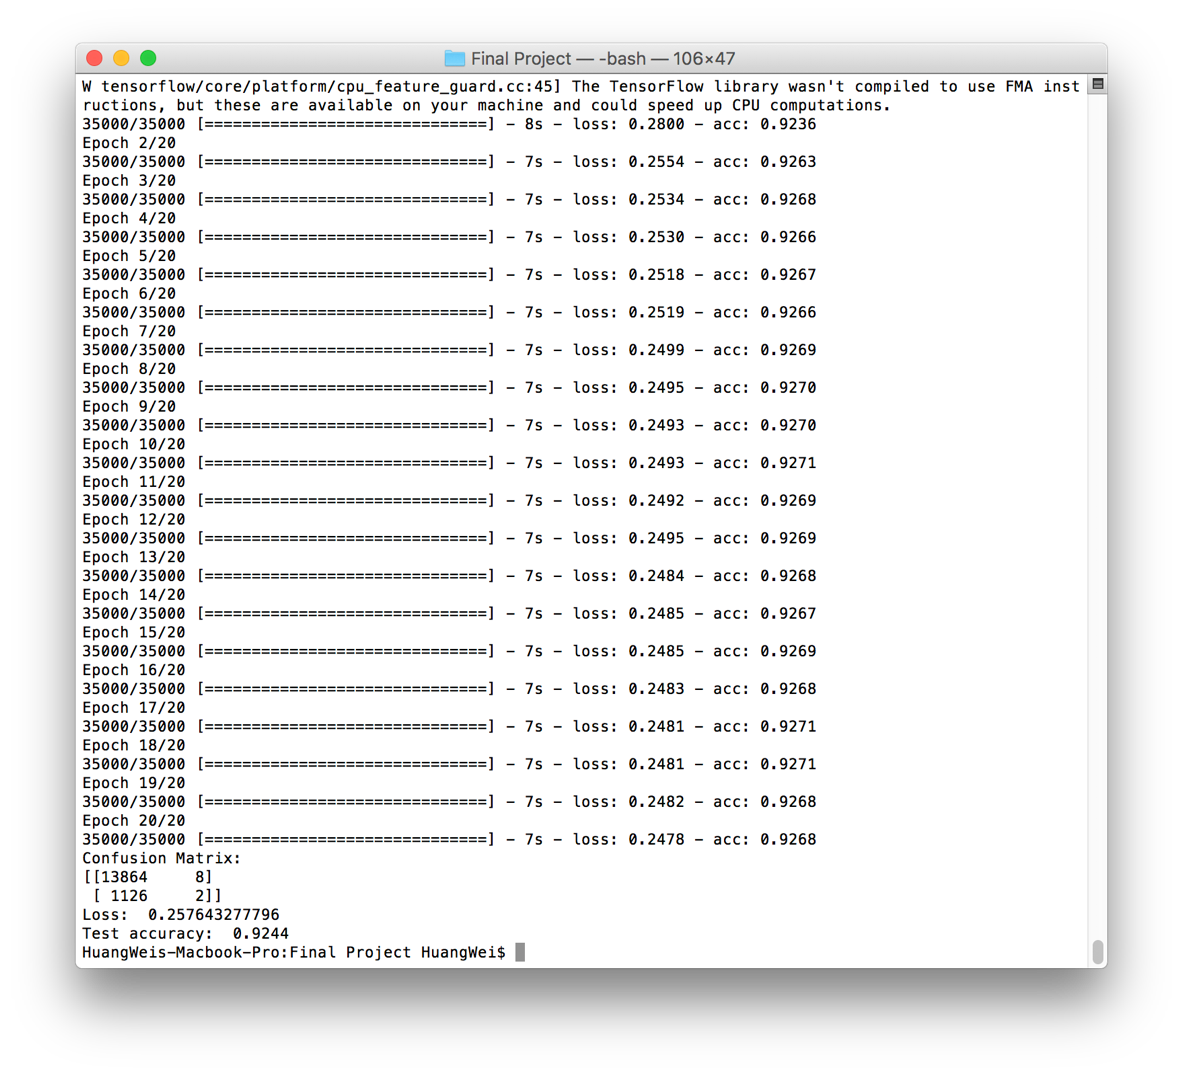 Final Project — -bash — 106×47
W tensorflow/core/platform/cpu_feature_guard.cc:45] The TensorFlow library wasn't compiled to use FMA inst
ructions, but these are available on your machine and could speed up CPU computations.
35000/35000 [==============================] - 8s - loss: 0.2800 - acc: 0.9236
Epoch 2/20
35000/35000 [==============================] - 7s - loss: 0.2554 - acc: 0.9263
Epoch 3/20
35000/35000 [==============================] - 7s - loss: 0.2534 - acc: 0.9268
Epoch 4/20
35000/35000 [==============================] - 7s - loss: 0.2530 - acc: 0.9266
Epoch 5/20
35000/35000 [==============================] - 7s - loss: 0.2518 - acc: 0.9267
Epoch 6/20
35000/35000 [==============================] - 7s - loss: 0.2519 - acc: 0.9266
Epoch 7/20
35000/35000 [==============================] - 7s - loss: 0.2499 - acc: 0.9269
Epoch 8/20
35000/35000 [==============================] - 7s - loss: 0.2495 - acc: 0.9270
Epoch 9/20
35000/35000 [==============================] - 7s - loss: 0.2493 - acc: 0.9270
Epoch 10/20
35000/35000 [==============================] - 7s - loss: 0.2493 - acc: 0.9271
Epoch 11/20
35000/35000 [==============================] - 7s - loss: 0.2492 - acc: 0.9269
Epoch 12/20
35000/35000 [==============================] - 7s - loss: 0.2495 - acc: 0.9269
Epoch 13/20
35000/35000 [==============================] - 7s - loss: 0.2484 - acc: 0.9268
Epoch 14/20
35000/35000 [==============================] - 7s - loss: 0.2485 - acc: 0.9267
Epoch 15/20
35000/35000 [==============================] - 7s - loss: 0.2485 - acc: 0.9269
Epoch 16/20
35000/35000 [==============================] - 7s - loss: 0.2483 - acc: 0.9268
Epoch 17/20
35000/35000 [==============================] - 7s - loss: 0.2481 - acc: 0.9271
Epoch 18/20
35000/35000 [==============================] - 7s - loss: 0.2481 - acc: 0.9271
Epoch 19/20
35000/35000 [==============================] - 7s - loss: 0.2482 - acc: 0.9268
Epoch 20/20
35000/35000 [==============================] - 7s - loss: 0.2478 - acc: 0.9268
Confusion Matrix:
[[13864     8]
 [ 1126     2]]
Loss:  0.257643277796
Test accuracy:  0.9244
HuangWeis-Macbook-Pro:Final Project HuangWei$